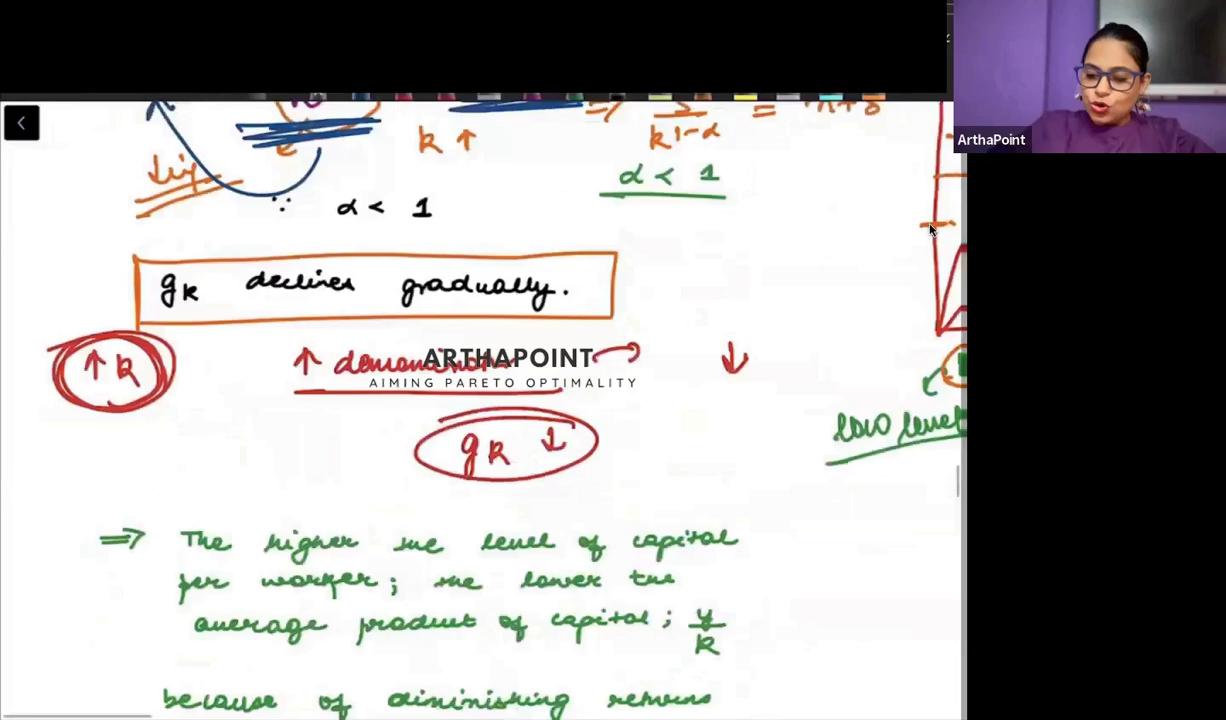 ArthaPoint
k ↑
k^1-α
=
n+δ
α < 1
∵ α < 1
gk declines gradually.
↑ k
↑ denominator
↓
ARTHAPOINT
AIMING PARETO OPTIMALITY
low level
gk ↓
⇒ The higher the level of capital
per worker; the lower the
average product of capital; y/k
because of diminishing returns